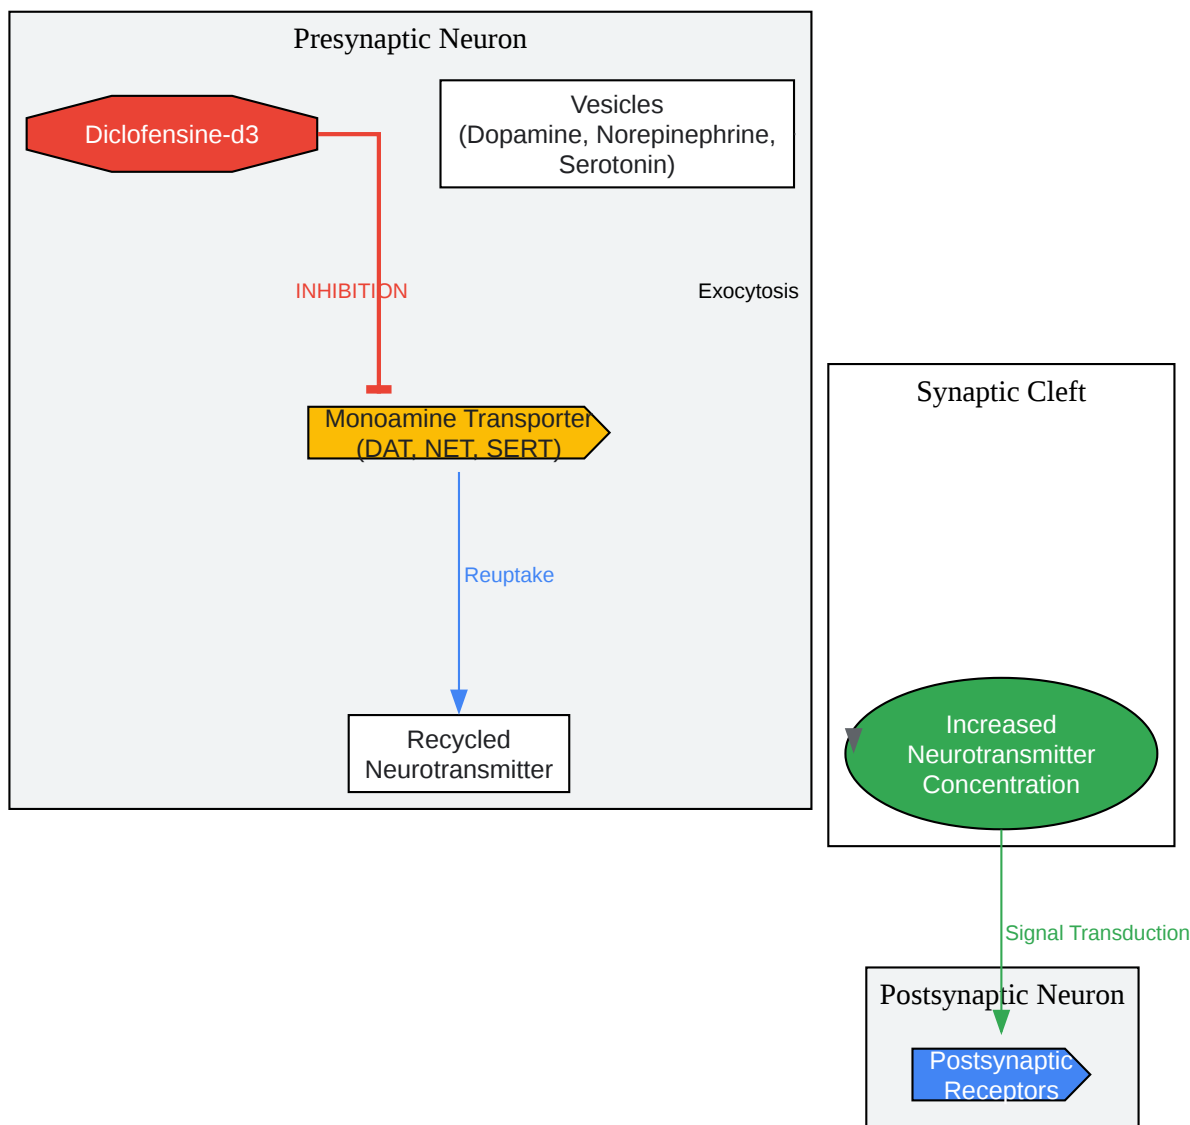 Presynaptic Neuron
Diclofensine-d3
Vesicles
(Dopamine, Norepinephrine,
Serotonin)
INHIBITION
Exocytosis
Monoamine Transporter
(DAT, NET, SERT)
Reuptake
Recycled
Neurotransmitter
Synaptic Cleft
Increased
Neurotransmitter
Concentration
Signal Transduction
Postsynaptic Neuron
Postsynaptic
Receptors